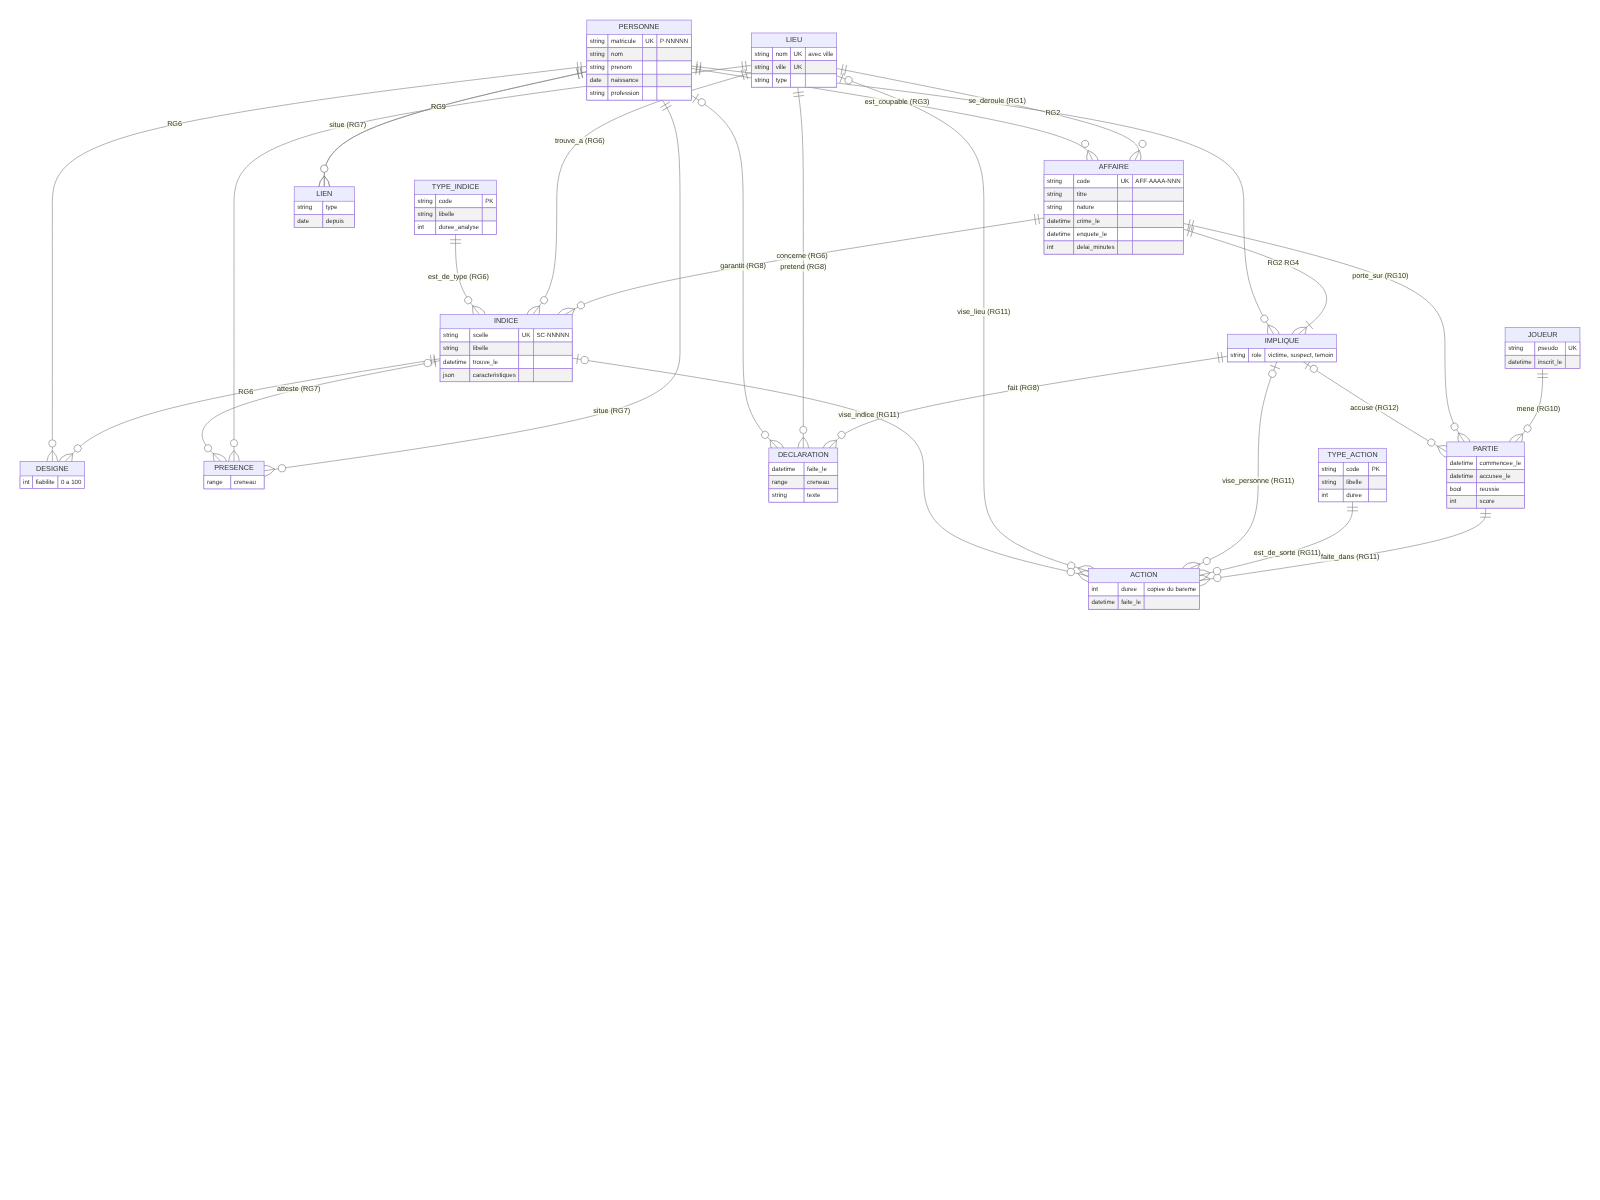 PERSONNE
string matricule UK P-NNNNN
string nom
string prenom
date naissance
string profession
LIEU
string nom UK avec ville
string ville UK
string type
RG6
RG9
situe (RG7)
trouve_a (RG6)
est_coupable (RG3)
se_deroule (RG1)
RG2
LIEN
string type
date depuis
TYPE_INDICE
string code PK
string libelle
int duree_analyse
AFFAIRE
string code UK AFF-AAAA-NNN
string titre
string nature
datetime crime_le
datetime enquete_le
int delai_minutes
est_de_type (RG6)
concerne (RG6)
garantit (RG8)
pretend (RG8)
RG2 RG4
porte_sur (RG10)
vise_lieu (RG11)
INDICE
string scelle UK SC-NNNNN
string libelle
datetime trouve_le
json caracteristiques
IMPLIQUE
string role victime, suspect, temoin
JOUEUR
string pseudo UK
datetime inscrit_le
RG6
atteste (RG7)
situe (RG7)
vise_indice (RG11)
fait (RG8)
accuse (RG12)
mene (RG10)
DESIGNE
int fiabilite 0 a 100
PRESENCE
range creneau
DECLARATION
datetime faite_le
range creneau
string texte
vise_personne (RG11)
TYPE_ACTION
string code PK
string libelle
int duree
PARTIE
datetime commencee_le
datetime accusee_le
bool reussie
int score
est_de_sorte (RG11)
faite_dans (RG11)
ACTION
int duree copiee du bareme
datetime faite_le